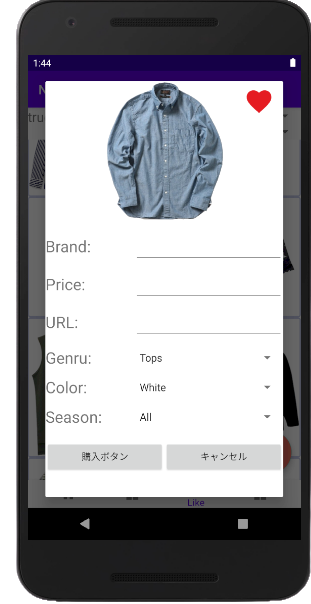 1:44
N
tru
Brand:
Price:
URL:
Genru: Tops
Color: White
Season: All
購入ボタン キャンセル
Like